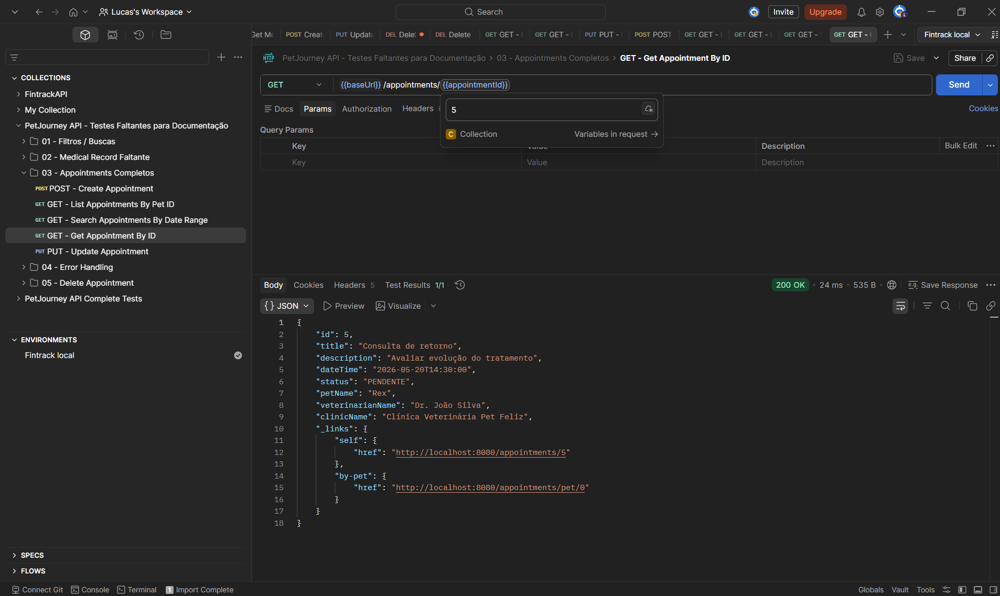 Lucas's Workspace
Search
Invite
Upgrade
Get Me
POST Creat
PUT Updat
DEL Delet
DEL Delete
GET GET -
GET GET -
PUT PUT -
POST POST
GET GET -
GET GET -
GET GET -
GET GET -
Fintrack local
HTTP PetJourney API - Testes Faltantes para Documentação > 03 - Appointments Completos > GET - Get Appointment By ID
Save
Share
GET
{{baseUrl}} /appointments/ {{appointmentId}}
Send
Docs
Params
Authorization
Headers
Cookies
5
C Collection
Variables in request →
Query Params
Key
Value
Description
Bulk Edit
Key
Value
Description
COLLECTIONS
FintrackAPI
My Collection
PetJourney API - Testes Faltantes para Documentação
01 - Filtros / Buscas
02 - Medical Record Faltante
03 - Appointments Completos
POST POST - Create Appointment
GET GET - List Appointments By Pet ID
GET GET - Search Appointments By Date Range
GET GET - Get Appointment By ID
PUT PUT - Update Appointment
04 - Error Handling
05 - Delete Appointment
PetJourney API Complete Tests
ENVIRONMENTS
Fintrack local
SPECS
FLOWS
Body
Cookies
Headers 5
Test Results 1/1
200 OK • 24 ms • 535 B
e.g. Save Response
{} JSON
Preview
Visualize
1 {
2 "id": 5,
3 "title": "Consulta de retorno",
4 "description": "Avaliar evolução do tratamento",
5 "dateTime": "2026-05-20T14:30:00",
6 "status": "PENDENTE",
7 "petName": "Rex",
8 "veterinarianName": "Dr. João Silva",
9 "clinicName": "Clínica Veterinária Pet Feliz",
10 "_links": {
11 "self": {
12 "href": "http://localhost:8080/appointments/5"
13 },
14 "by-pet": {
15 "href": "http://localhost:8080/appointments/pet/0"
16 }
17 }
18 }
Connect Git
Console
Terminal
1 Import Complete
Globals
Vault
Tools